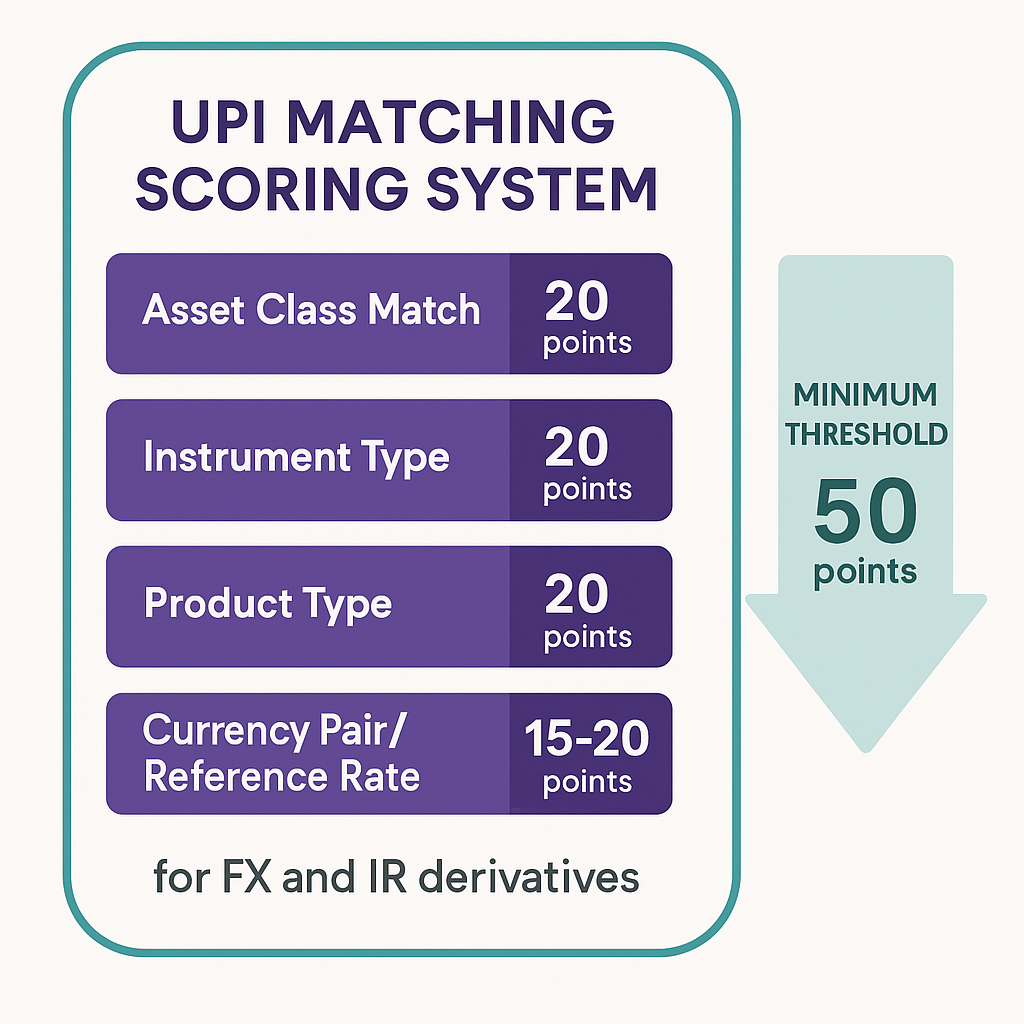 UPI MATCHING
SCORING SYSTEM
Asset Class Match
20
points
Instrument Type
20
points
Product Type
20
points
Currency Pair/
Reference Rate
15-20
points
for FX and IR derivatives
MINIMUM
THRESHOLD
50
points